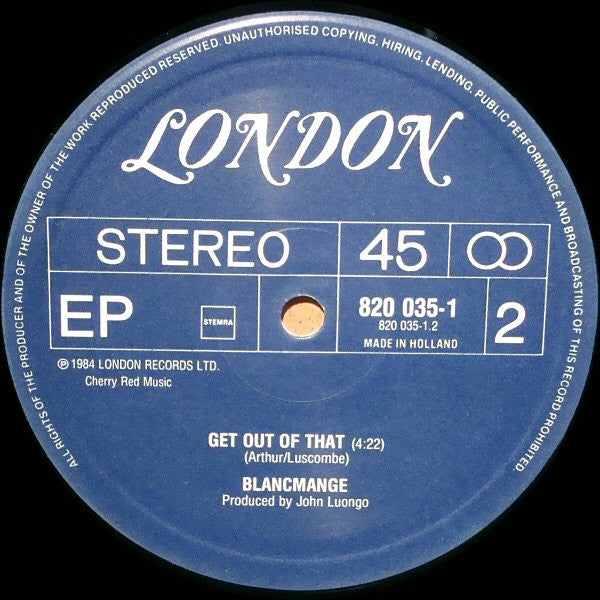 ALL RIGHTS OF THE PRODUCER AND OF THE OWNER OF THE WORK REPRODUCED RESERVED. UNAUTHORISED COPYING, HIRING, LENDING, PUBLIC PERFORMANCE AND BROADCASTING OF THIS RECORD PROHIBITED.
LONDON
STEREO 45
EP STEMRA 820 035-1 2
820 035-1.2
MADE IN HOLLAND
℗ 1984 LONDON RECORDS LTD.
Cherry Red Music
GET OUT OF THAT (4:22)
(Arthur/Luscombe)
BLANCMANGE
Produced by John Luongo